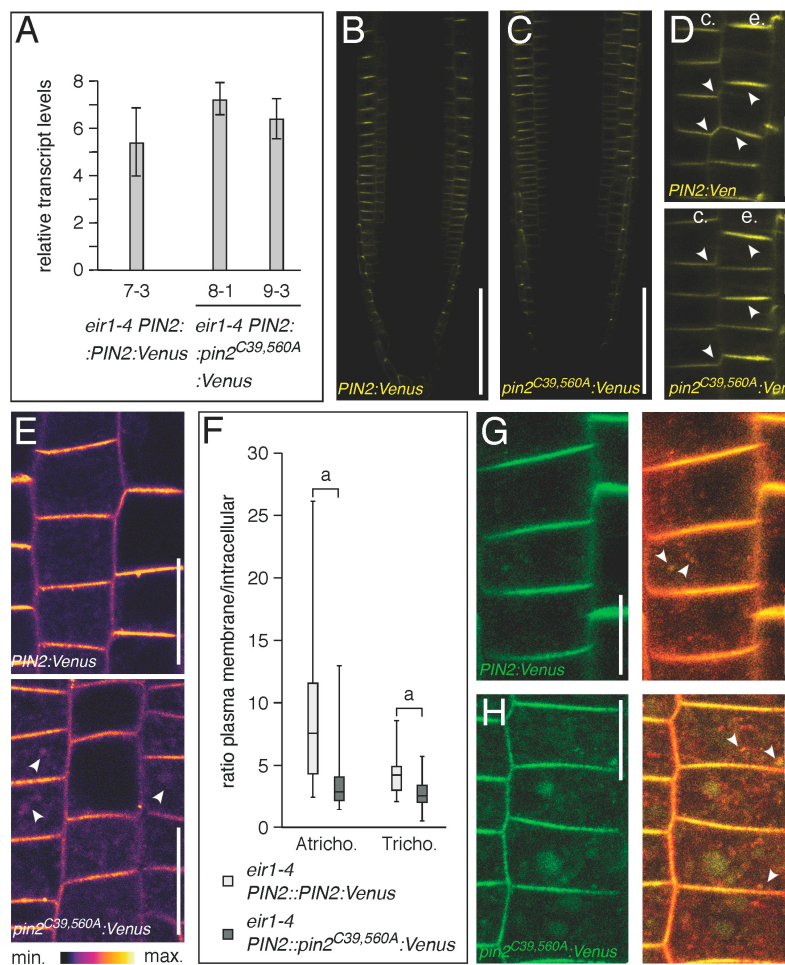 A
relative transcript levels
8
6
4
2
0
7-3
8-1
9-3
eir1-4 PIN2:
:PIN2:Venus
eir1-4 PIN2:
:pin2C39,560A
:Venus
B
PIN2:Venus
C
pin2C39,560A:Venus
D
c.
e.
PIN2:Ven
c.
e.
pin2C39,560A:Ven
E
PIN2:Venus
pin2C39,560A:Venus
min.
max.
F
ratio plasma membrane/intracellular
30
25
20
15
10
5
0
a
a
Atricho.
Tricho.
eir1-4
PIN2::PIN2:Venus
eir1-4
PIN2::pin2C39,560A:Venus
G
PIN2:Venus
H
pin2C39,560A:Venus